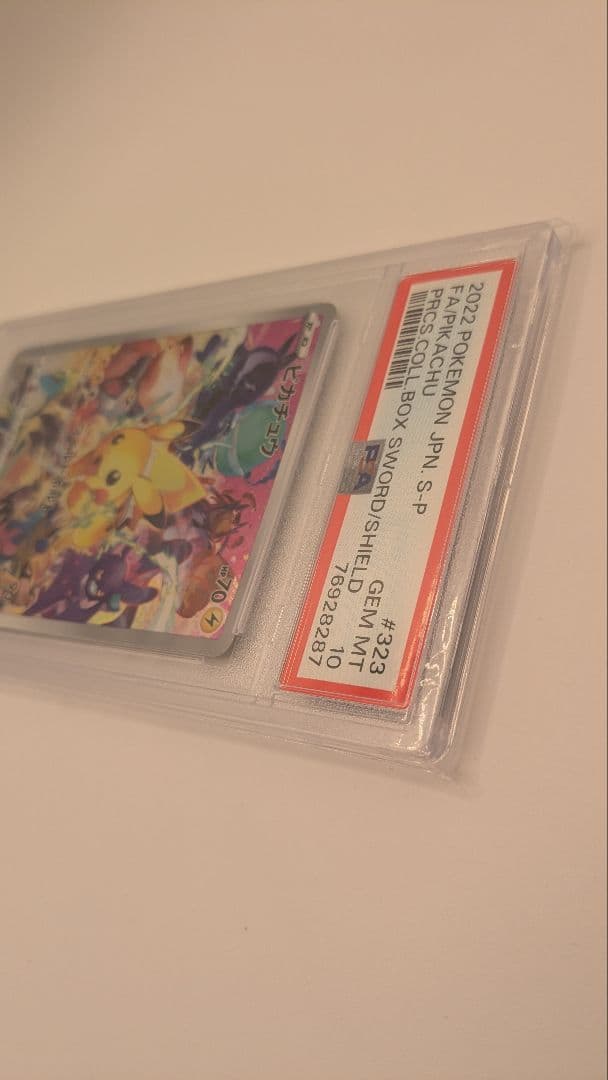 2022 POKEMON JPN. S-P #323
FA/PIKACHU GEM MT
PRCS.COLL.BOX SWORD/SHIELD 10
PSA 76928287
ピカチュウ HP70